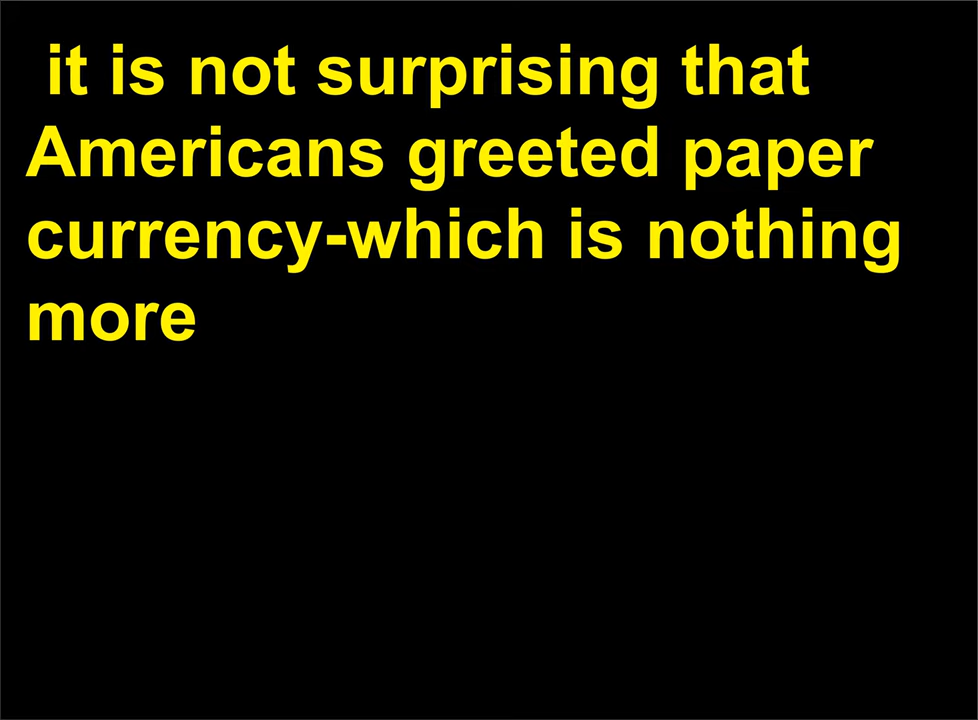 it is not surprising that
Americans greeted paper
currency-which is nothing
more